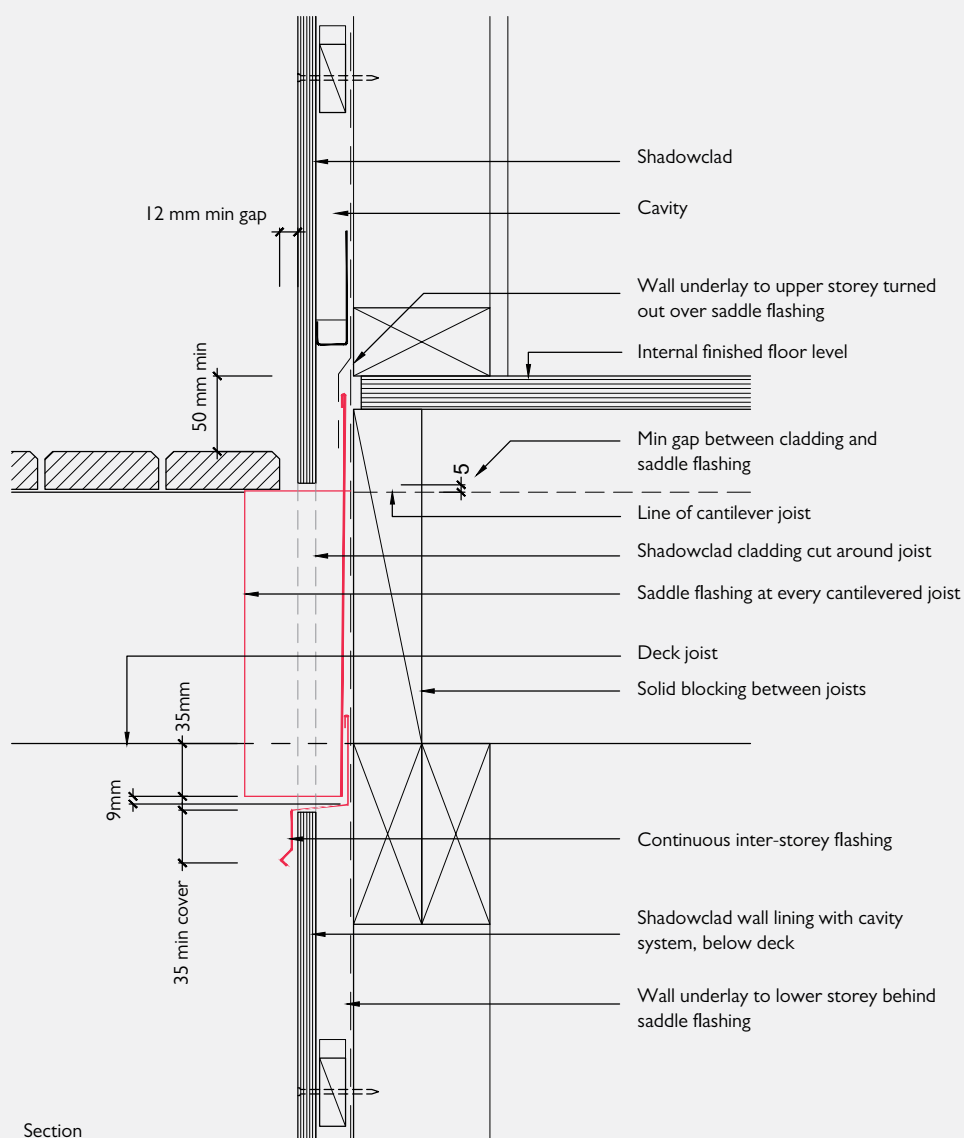 Shadowclad
12 mm min gap
Cavity
Wall underlay to upper storey turned
out over saddle flashing
Internal finished floor level
50 mm min
Min gap between cladding and
saddle flashing
5
Line of cantilever joist
Shadowclad cladding cut around joist
Saddle flashing at every cantilevered joist
Deck joist
Solid blocking between joists
35mm
9mm
Continuous inter-storey flashing
35 min cover
Shadowclad wall lining with cavity
system, below deck
Wall underlay to lower storey behind
saddle flashing
Section